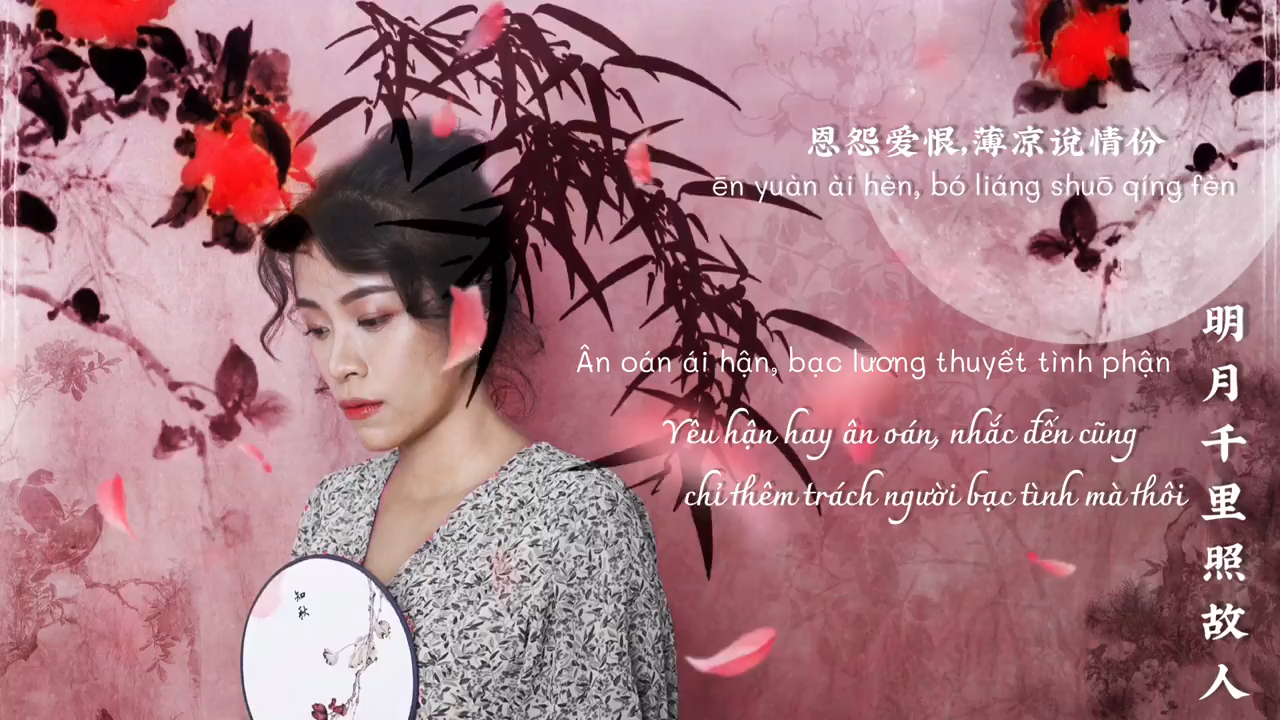 恩怨爱恨,薄凉说情份
ēn yuàn ài hèn, bó liáng shuō qíng fèn
Ân oán ái hận, bạc lương thuyết tình phận
Yêu hận hay ân oán, nhắc đến cũng
chỉ thêm trách người bạc tình mà thôi
明月千里照故人
知秋